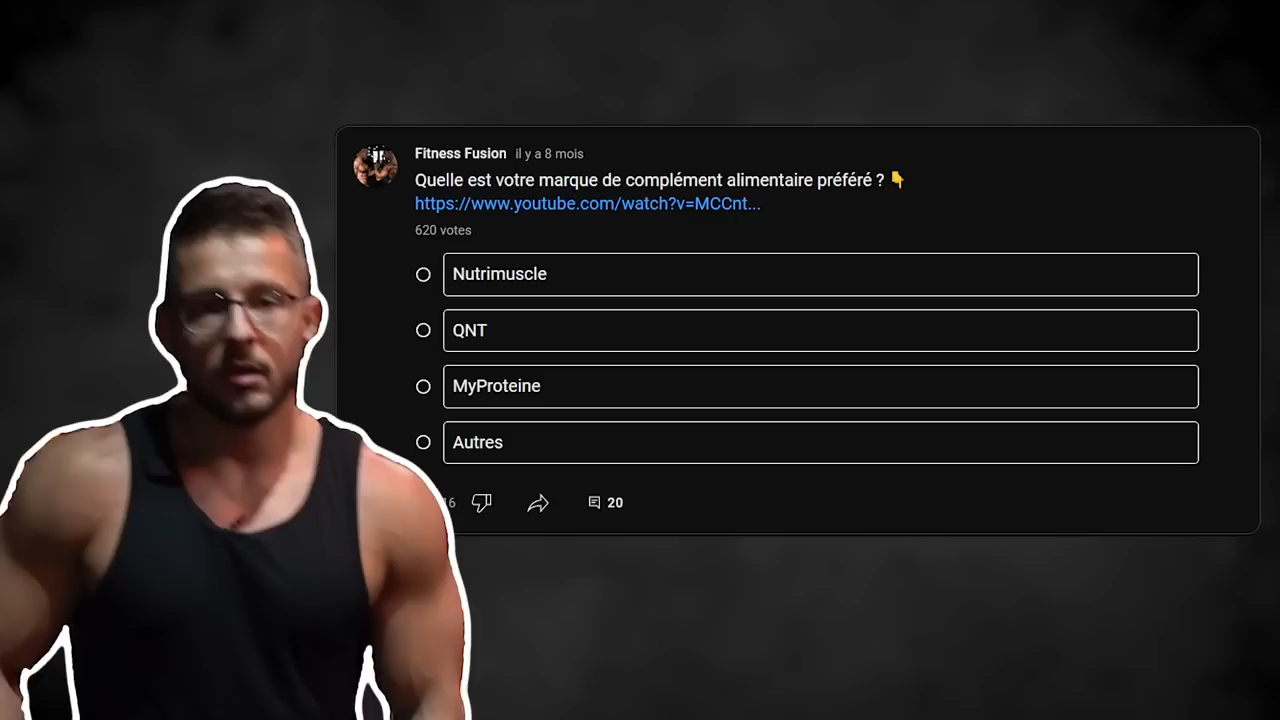 Fitness Fusion il y a 8 mois
Quelle est votre marque de complément alimentaire préféré ? 👇
https://www.youtube.com/watch?v=MCCnt...
620 votes
Nutrimuscle
QNT
MyProteine
Autres
6 20